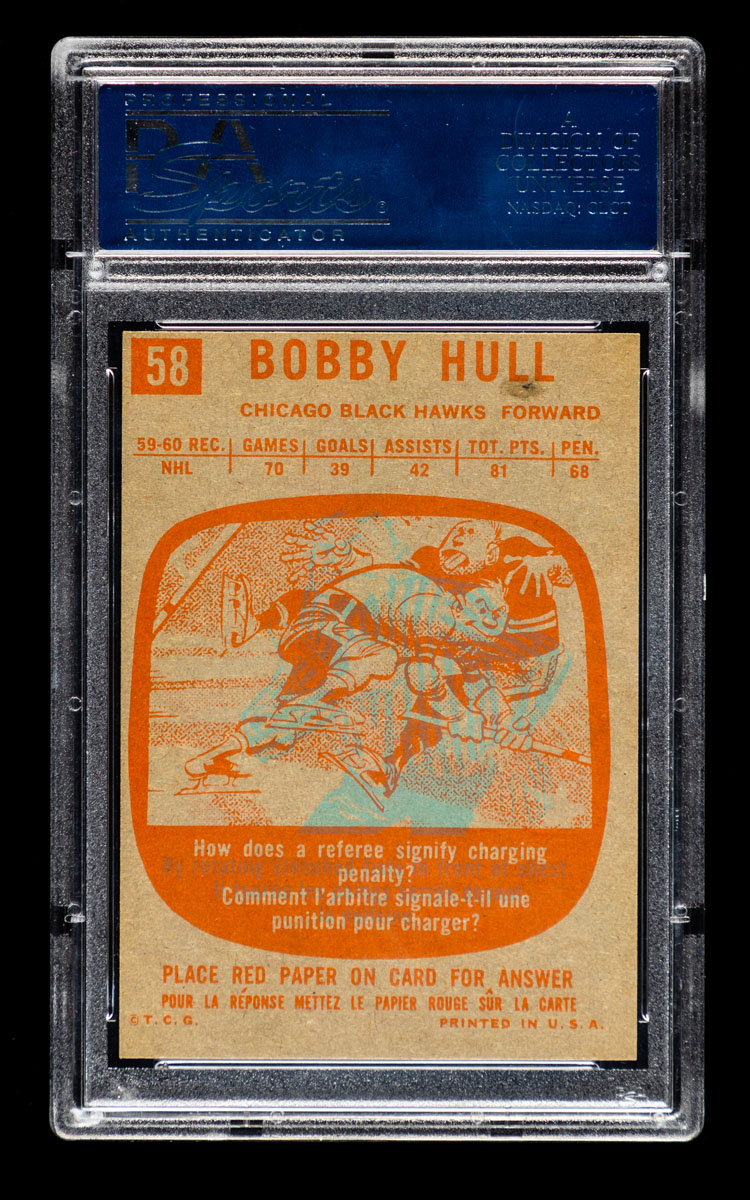 PROFESSIONAL
PSA
Sports
AUTHENTICATOR
A
DIVISION OF
COLLECTORS
UNIVERSE
NASDAQ: CLCT
58
BOBBY HULL
CHICAGO BLACK HAWKS FORWARD
59-60 REC. GAMES GOALS ASSISTS TOT. PTS. PEN.
NHL 70 39 42 81 68
How does a referee signify charging
penalty?
Comment l'arbitre signale-t-il une
punition pour charger?
PLACE RED PAPER ON CARD FOR ANSWER
POUR LA RÉPONSE METTEZ LE PAPIER ROUGE SÛR LA CARTE
© T.C.G.
PRINTED IN U.S.A.